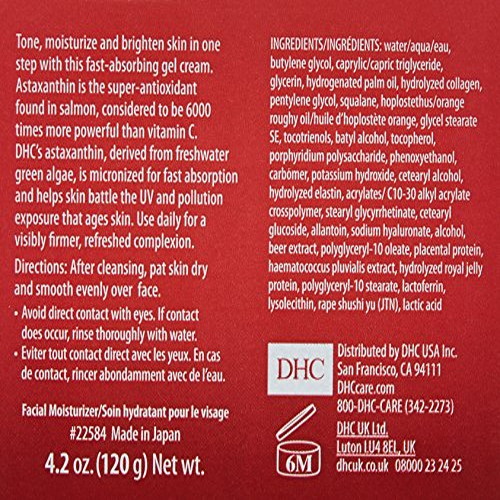 Tone, moisturize and brighten skin in one
step with this fast-absorbing gel cream.
Astaxanthin is the super-antioxidant
found in salmon, considered to be 6000
times more powerful than vitamin C.
DHC's astaxanthin, derived from freshwater
green algae, is micronized for fast absorption
and helps skin battle the UV and pollution
exposure that ages skin. Use daily for a
visibly firmer, refreshed complexion.
Directions: After cleansing, pat skin dry
and smooth evenly over face.
• Avoid direct contact with eyes. If contact
does occur, rinse thoroughly with water.
• Eviter tout contact direct avec les yeux. En cas
de contact, rincer abondamment avec de l'eau.
Facial Moisturizer/Soin hydratant pour le visage
#22584 Made in Japan
4.2 oz. (120 g) Net wt.
INGREDIENTS/INGRÉDIENTS: water/aqua/eau,
butylene glycol, caprylic/capric triglyceride,
glycerin, hydrogenated palm oil, hydrolyzed collagen,
pentylene glycol, squalane, hoplostethus/orange
roughy oil/huile d'hoplostète orange, glycol stearate
SE, tocotrienols, batyl alcohol, tocopherol,
porphyridium polysaccharide, phenoxyethanol,
carbomer, potassium hydroxide, cetearyl alcohol,
hydrolyzed elastin, acrylates/ C10-30 alkyl acrylate
crosspolymer, stearyl glycyrrhetinate, cetearyl
glucoside, allantoin, sodium hyaluronate, alcohol,
beer extract, polyglyceryl-10 oleate, placental protein,
haematococcus pluvialis extract, hydrolyzed royal jelly
protein, polyglyceryl-10 stearate, lactoferrin,
lysolecithin, rape shushi yu (JTN), lactic acid
DHC
Distributed by DHC USA Inc.
San Francisco, CA 94111
DHCcare.com
800-DHC-CARE (342-2273)
6M
DHC UK Ltd.
Luton LU4 8EL, UK
dhcuk.co.uk 08000 23 24 25